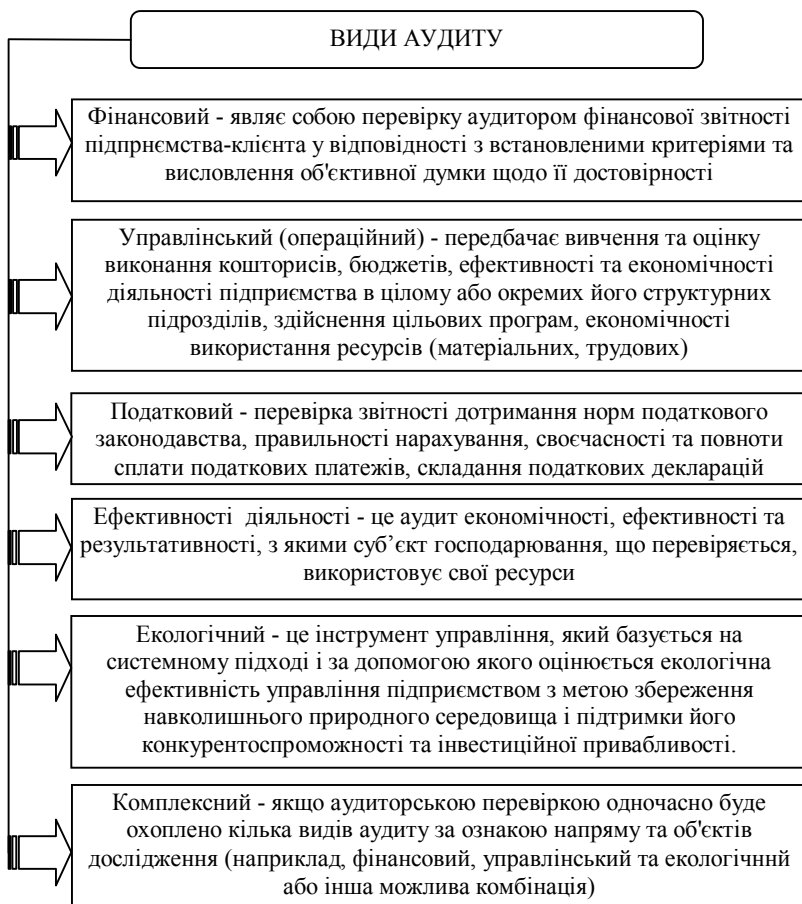 ВИДИ АУДИТУ
Фінансовий - являє собою перевірку аудитором фінансової звітності
підпрнємства-клієнта у відповідності з встановленими критеріями та
висловлення об'єктивної думки щодо її достовірності
Управлінський (операційний) - передбачає вивчення та оцінку
виконання кошторисів, бюджетів, ефективності та економічності
діяльності підприємства в цілому або окремих його структурних
підрозділів, здійснення цільових програм, економічності
використання ресурсів (матеріальних, трудових)
Податковий - перевірка звітності дотримання норм податкового
законодавства, правильності нарахування, своєчасності та повноти
сплати податкових платежів, складання податкових декларацій
Ефективності діяльності - це аудит економічності, ефективності та
результативності, з якими суб’єкт господарювання, що перевіряється,
використовує свої ресурси
Екологічний - це інструмент управління, який базується на
системному підході і за допомогою якого оцінюється екологічна
ефективність управління підприємством з метою збереження
навколишнього природного середовища і підтримки його
конкурентоспроможності та інвестиційної привабливості.
Комплексний - якщо аудиторською перевіркою одночасно буде
охоплено кілька видів аудиту за ознакою напряму та об'єктів
дослідження (наприклад, фінансовий, управлінський та екологічннй
або інша можлива комбінація)